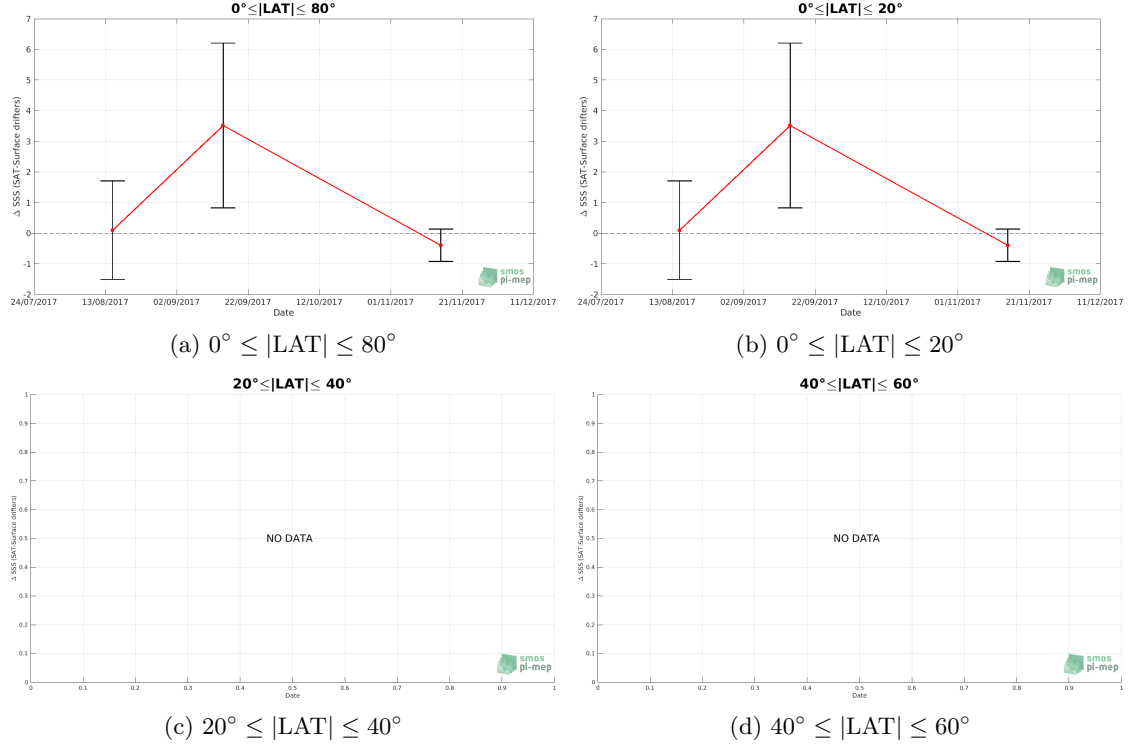 0°≤|LAT|≤ 80°
7
6
5
4
3
2
1
0
-1
-2
Δ SSS (SAT-Surface drifters)
24/07/2017 13/08/2017 02/09/2017 22/09/2017 12/10/2017 01/11/2017 21/11/2017 11/12/2017
Date
smos
pi-mep
(a) 0° ≤ |LAT| ≤ 80°
0°≤|LAT|≤ 20°
7
6
5
4
3
2
1
0
-1
-2
Δ SSS (SAT-Surface drifters)
24/07/2017 13/08/2017 02/09/2017 22/09/2017 12/10/2017 01/11/2017 21/11/2017 11/12/2017
Date
smos
pi-mep
(b) 0° ≤ |LAT| ≤ 20°
20°≤|LAT|≤ 40°
1
0.9
0.8
0.7
0.6
0.5
0.4
0.3
0.2
0.1
0
Δ SSS (SAT-Surface drifters)
NO DATA
0 0.1 0.2 0.3 0.4 0.5 0.6 0.7 0.8 0.9 1
Date
smos
pi-mep
(c) 20° ≤ |LAT| ≤ 40°
40°≤|LAT|≤ 60°
1
0.9
0.8
0.7
0.6
0.5
0.4
0.3
0.2
0.1
0
Δ SSS (SAT-Surface drifters)
NO DATA
0 0.1 0.2 0.3 0.4 0.5 0.6 0.7 0.8 0.9 1
Date
smos
pi-mep
(d) 40° ≤ |LAT| ≤ 60°